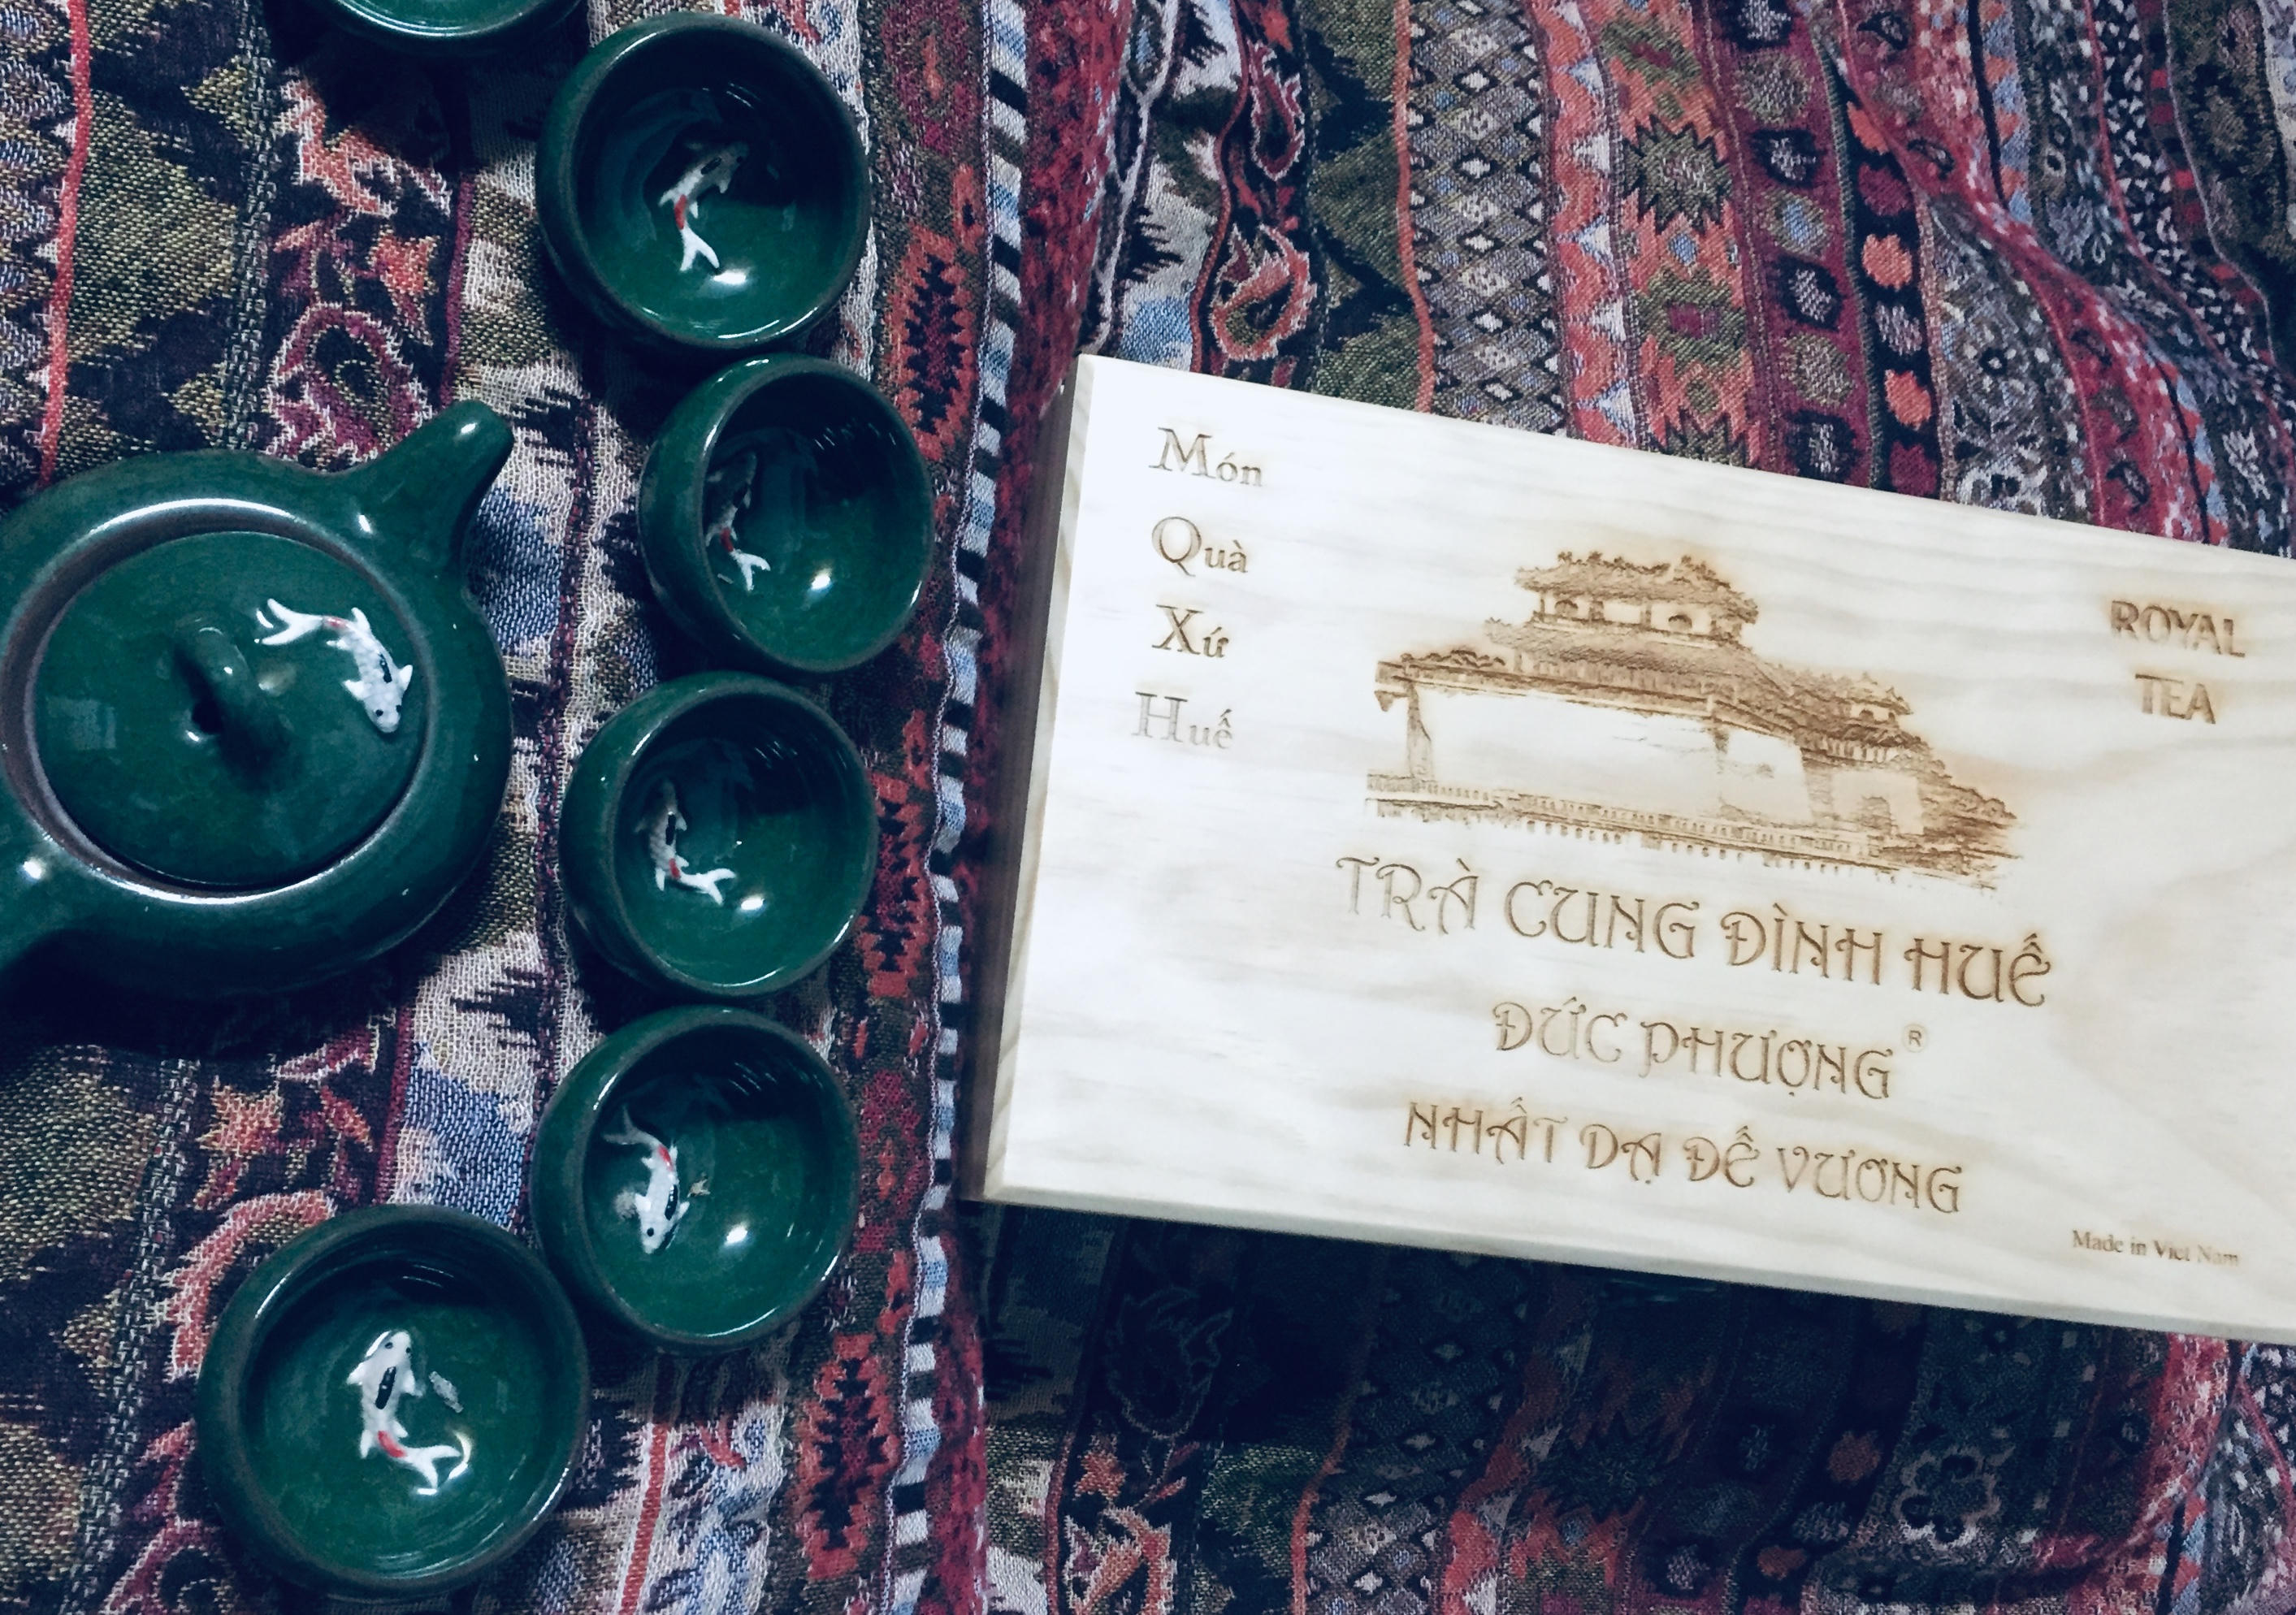 Món
Quà
Xứ
Huế
ROYAL
TEA
TRÀ CUNG ĐÌNH HUẾ
ĐỨC PHƯỢNG ®
NHẤT DẠ ĐẾ VƯƠNG
Made in Viet Nam